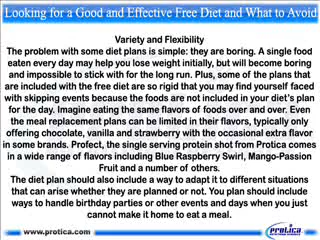 Looking for a Good and Effective Free Diet and What to Avoid
Variety and Flexibility
The problem with some diet plans is simple: they are boring. A single food
eaten every day may help you lose weight initially, but will become boring
and impossible to stick with for the long run. Plus, some of the plans that
are included with the free diet are so rigid that you may find yourself faced
with skipping events because the foods are not included in your diet's plan
for the day. Imagine eating the same flavors of foods over and over. Even
the meal replacement plans can be limited in their flavors, typically only
offering chocolate, vanilla and strawberry with the occasional extra flavor
in some brands. Profect, the single serving protein shot from Protica comes
in a wide range of flavors including Blue Raspberry Swirl, Mango-Passion
Fruit and a number of others.
The diet plan should also include a way to adapt it to different situations
that can arise whether they are planned or not. You plan should include
ways to handle birthday parties or other events and days when you just
cannot make it home to eat a meal.
www.protica.com
protica